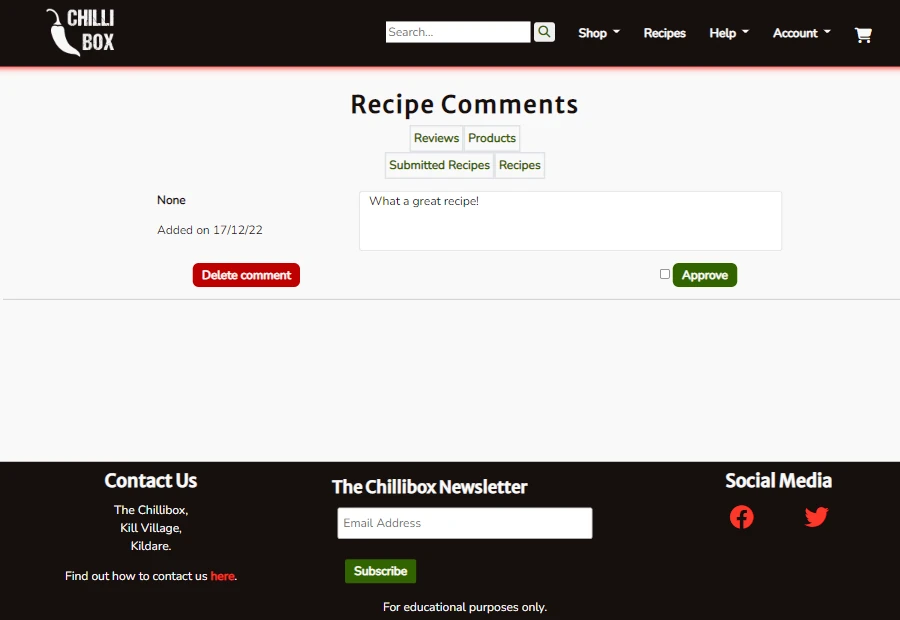 CHILLI
BOX
Search...
Shop
Recipes
Help
Account
Recipe Comments
Reviews
Products
Submitted Recipes
Recipes
None
Added on 17/12/22
What a great recipe!
Delete comment
Approve
Contact Us
The Chillibox,
Kill Village,
Kildare.
Find out how to contact us here.
The Chillibox Newsletter
Email Address
Subscribe
Social Media
For educational purposes only.